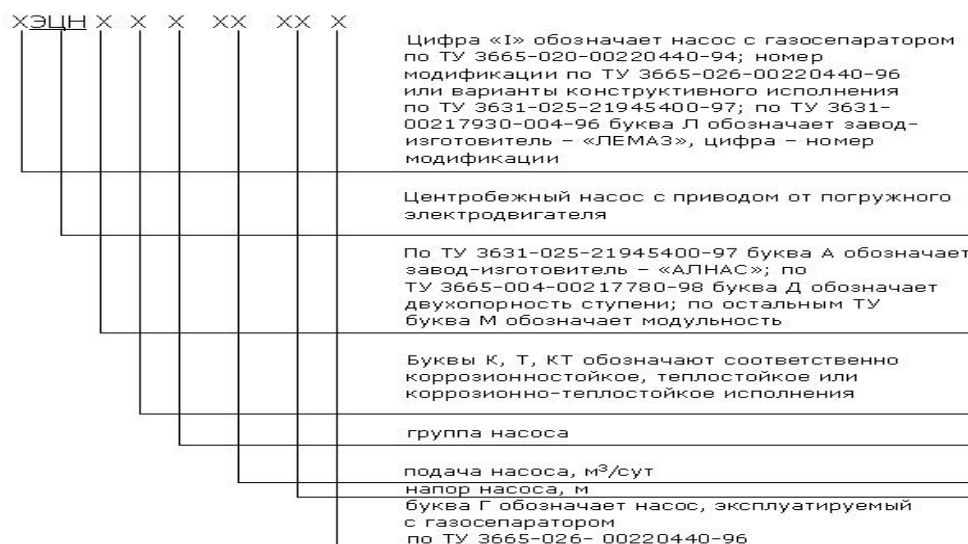 ХЭЦН Х Х Х ХХ ХХ Х
Цифра «I» обозначает насос с газосепаратором
по ТУ 3665-020-00220440-94; номер
модификации по ТУ 3665-026-00220440-96
или варианты конструктивного исполнения
по ТУ 3631-025-21945400-97; по ТУ 3631-
00217930-004-96 буква Л обозначает завод-
изготовитель – «ЛЕМАЗ», цифра – номер
модификации
Центробежный насос с приводом от погружного
электродвигателя
По ТУ 3631-025-21945400-97 буква А обозначает
завод-изготовитель – «АЛНАС»; по
ТУ 3665-004-00217780-98 буква Д обозначает
двухопорность ступени; по остальным ТУ
буква М обозначает модульность
Буквы К, Т, КТ обозначают соответственно
коррозионностойкое, теплостойкое или
коррозионно-теплостойкое исполнения
группа насоса
подача насоса, м³/сут
напор насоса, м
буква Г обозначает насос, эксплуатируемый
с газосепаратором
по ТУ 3665-026- 00220440-96